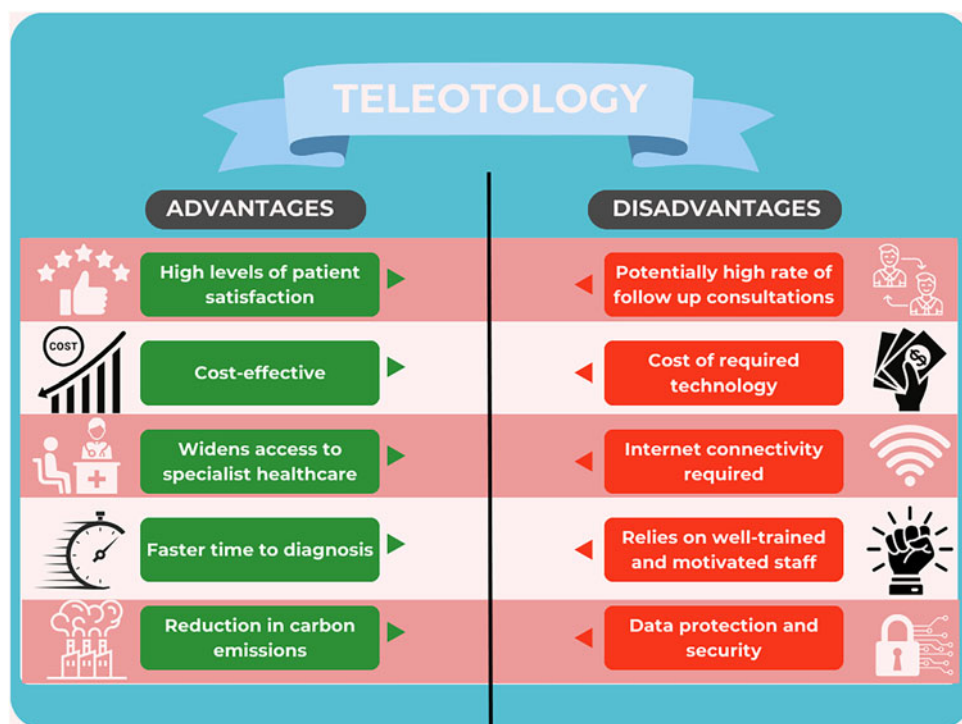 TELEOTOLOGY
ADVANTAGES
DISADVANTAGES
High levels of patient
satisfaction
Potentially high rate of
follow up consultations
COST
Cost-effective
Cost of required
technology
$
Widens access to
specialist healthcare
Internet connectivity
required
Faster time to diagnosis
Relies on well-trained
and motivated staff
Reduction in carbon
emissions
Data protection and
security